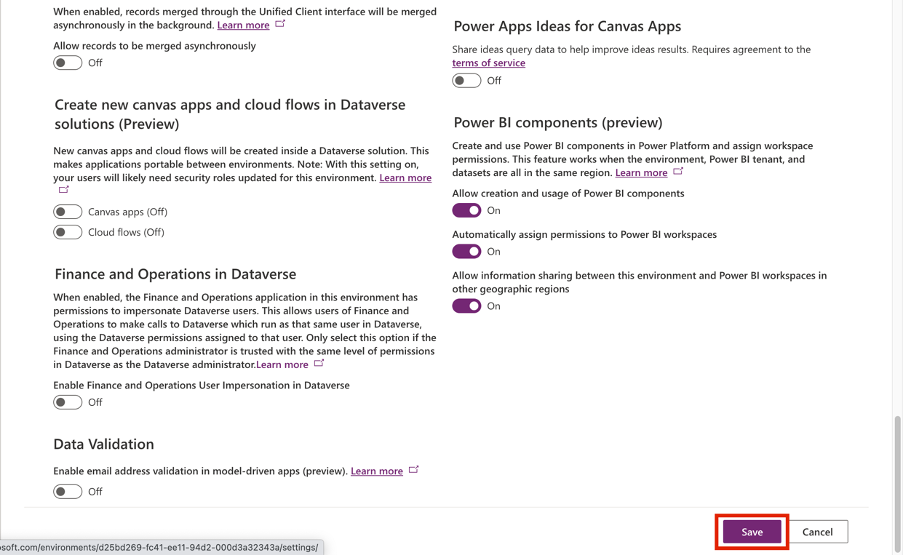 When enabled, records merged through the Unified Client interface will be merged
asynchronously in the background. Learn more
Allow records to be merged asynchronously
Off
Create new canvas apps and cloud flows in Dataverse
solutions (Preview)
New canvas apps and cloud flows will be created inside a Dataverse solution. This
makes applications portable between environments. Note: With this setting on,
your users will likely need security roles updated for this environment. Learn more
Canvas apps (Off)
Cloud flows (Off)
Finance and Operations in Dataverse
When enabled, the Finance and Operations application in this environment has
permissions to impersonate Dataverse users. This allows users of Finance and
Operations to make calls to Dataverse which run as that same user in Dataverse,
using the Dataverse permissions assigned to that user. Only select this option if the
Finance and Operations administrator is trusted with the same level of permissions
in Dataverse as the Dataverse administrator.Learn more
Enable Finance and Operations User Impersonation in Dataverse
Off
Data Validation
Enable email address validation in model-driven apps (preview). Learn more
Off
Power Apps Ideas for Canvas Apps
Share ideas query data to help improve ideas results. Requires agreement to the
terms of service
Off
Power BI components (preview)
Create and use Power BI components in Power Platform and assign workspace
permissions. This feature works when the environment, Power BI tenant, and
datasets are all in the same region. Learn more
Allow creation and usage of Power BI components
On
Automatically assign permissions to Power BI workspaces
On
Allow information sharing between this environment and Power BI workspaces in
other geographic regions
On
Save
Cancel
osoft.com/environments/d25bd269-fc41-ee11-94d2-000d3a32343a/settings/